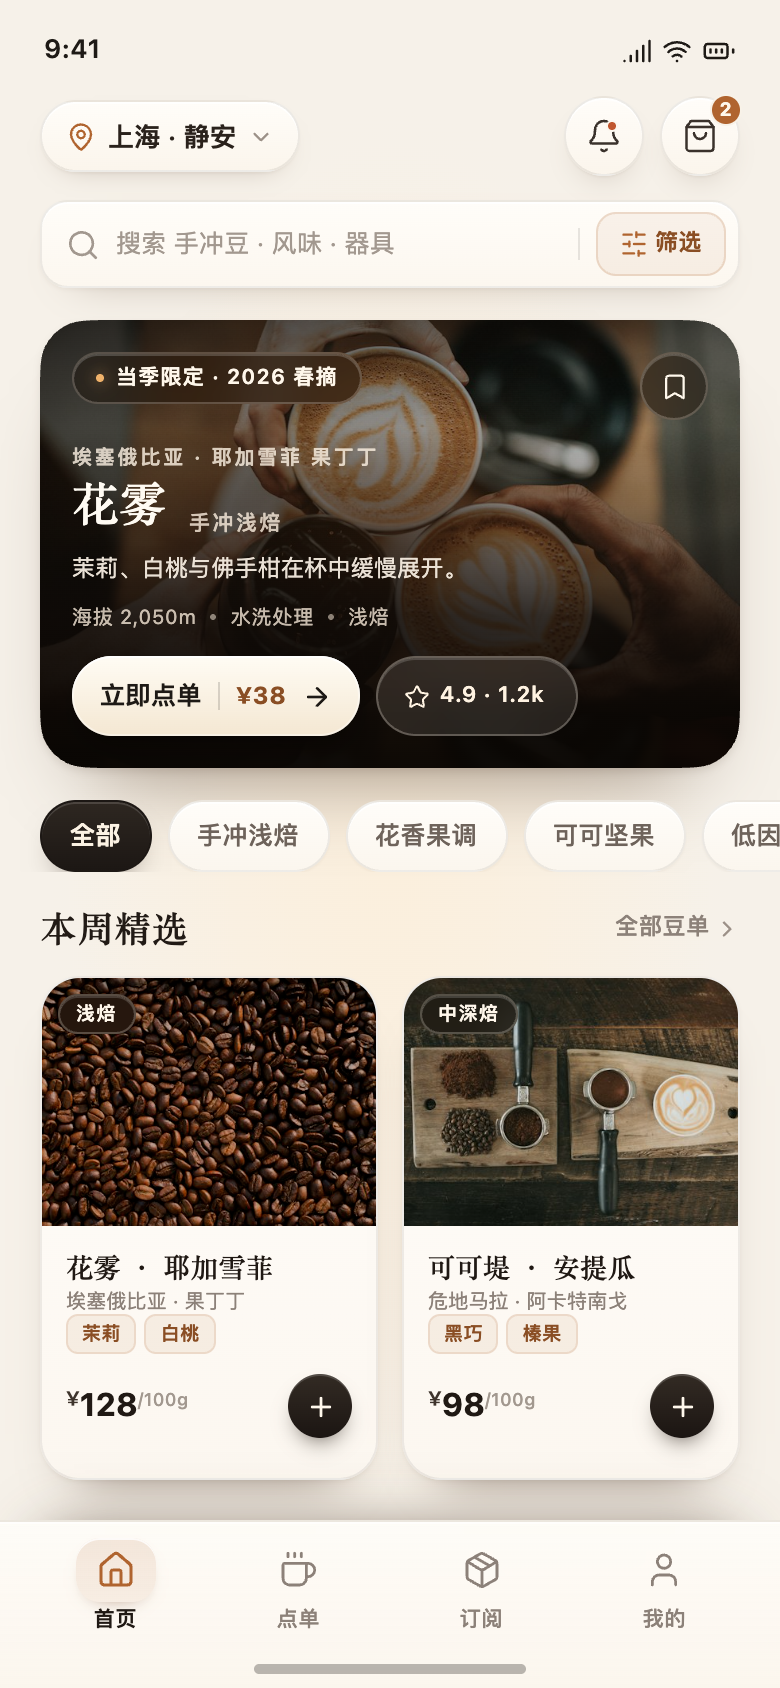 9:41
上海 · 静安
2
搜索 手冲豆 · 风味 · 器具
筛选
当季限定 · 2026 春摘
埃塞俄比亚 · 耶加雪菲 果丁丁
花雾 手冲浅焙
茉莉、白桃与佛手柑在杯中缓慢展开。
海拔 2,050m • 水洗处理 • 浅焙
立即点单 ¥38
4.9 · 1.2k
全部 手冲浅焙 花香果调 可可坚果 低因
本周精选
全部豆单
浅焙
花雾 · 耶加雪菲
埃塞俄比亚 · 果丁丁
茉莉 白桃
¥128/100g
中深焙
可可堤 · 安提瓜
危地马拉 · 阿卡特南戈
黑巧 榛果
¥98/100g
首页 点单 订阅 我的